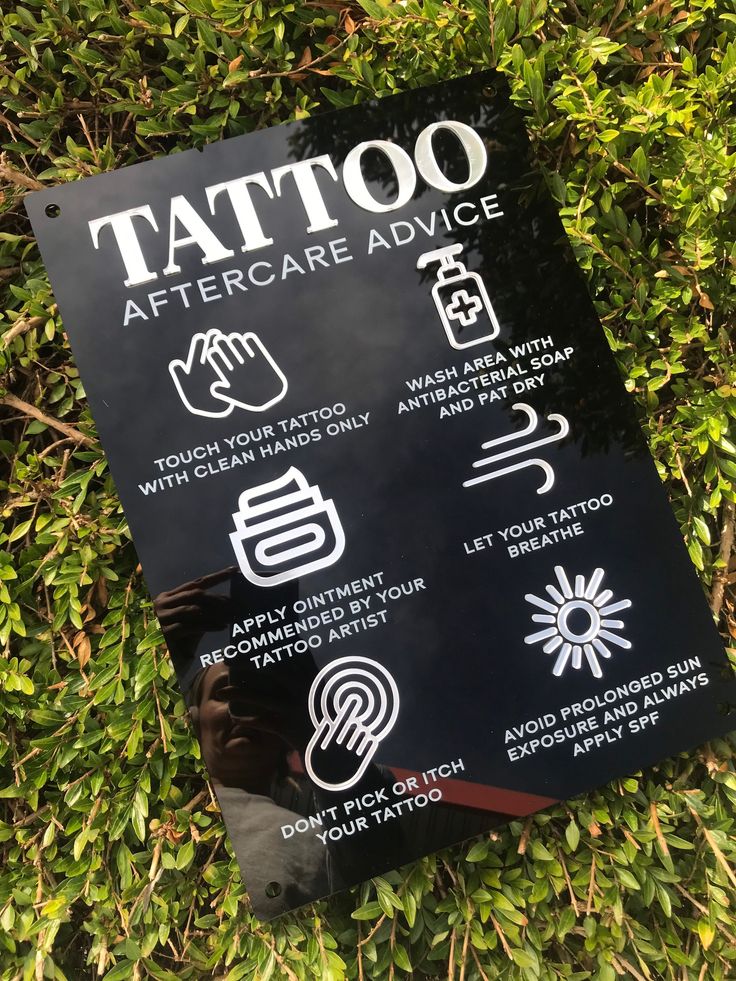 TATTOO
AFTERCARE ADVICE
TOUCH YOUR TATTOO
WITH CLEAN HANDS ONLY
WASH AREA WITH
ANTIBACTERIAL SOAP
AND PAT DRY
APPLY OINTMENT
RECOMMENDED BY YOUR
TATTOO ARTIST
LET YOUR TATTOO
BREATHE
DON'T PICK OR ITCH
YOUR TATTOO
AVOID PROLONGED SUN
EXPOSURE AND ALWAYS
APPLY SPF